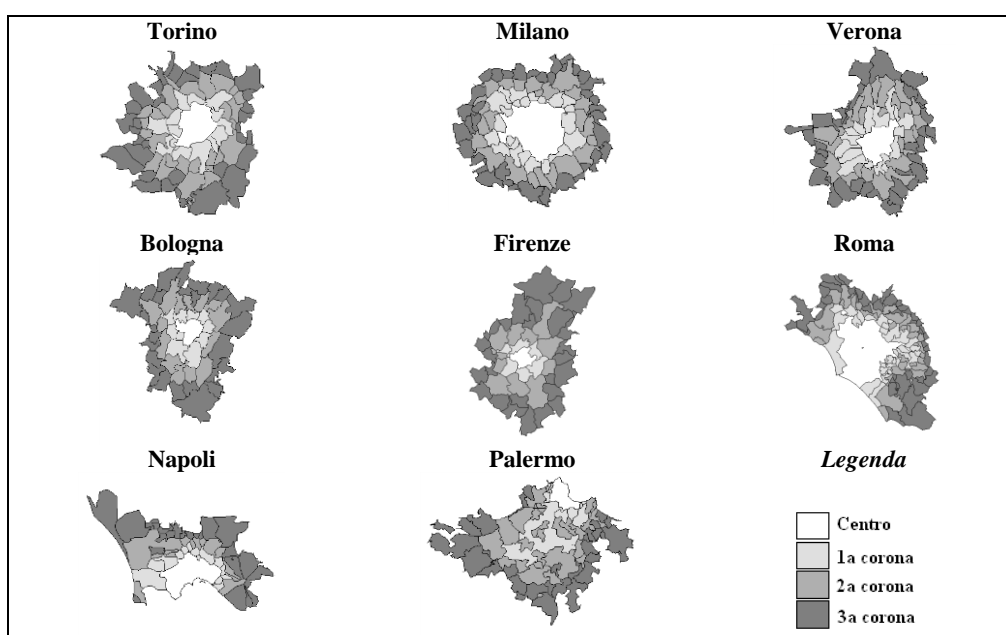 Torino Milano Verona
Bologna Firenze Roma
Napoli Palermo Legenda
Centro
1a corona
2a corona
3a corona